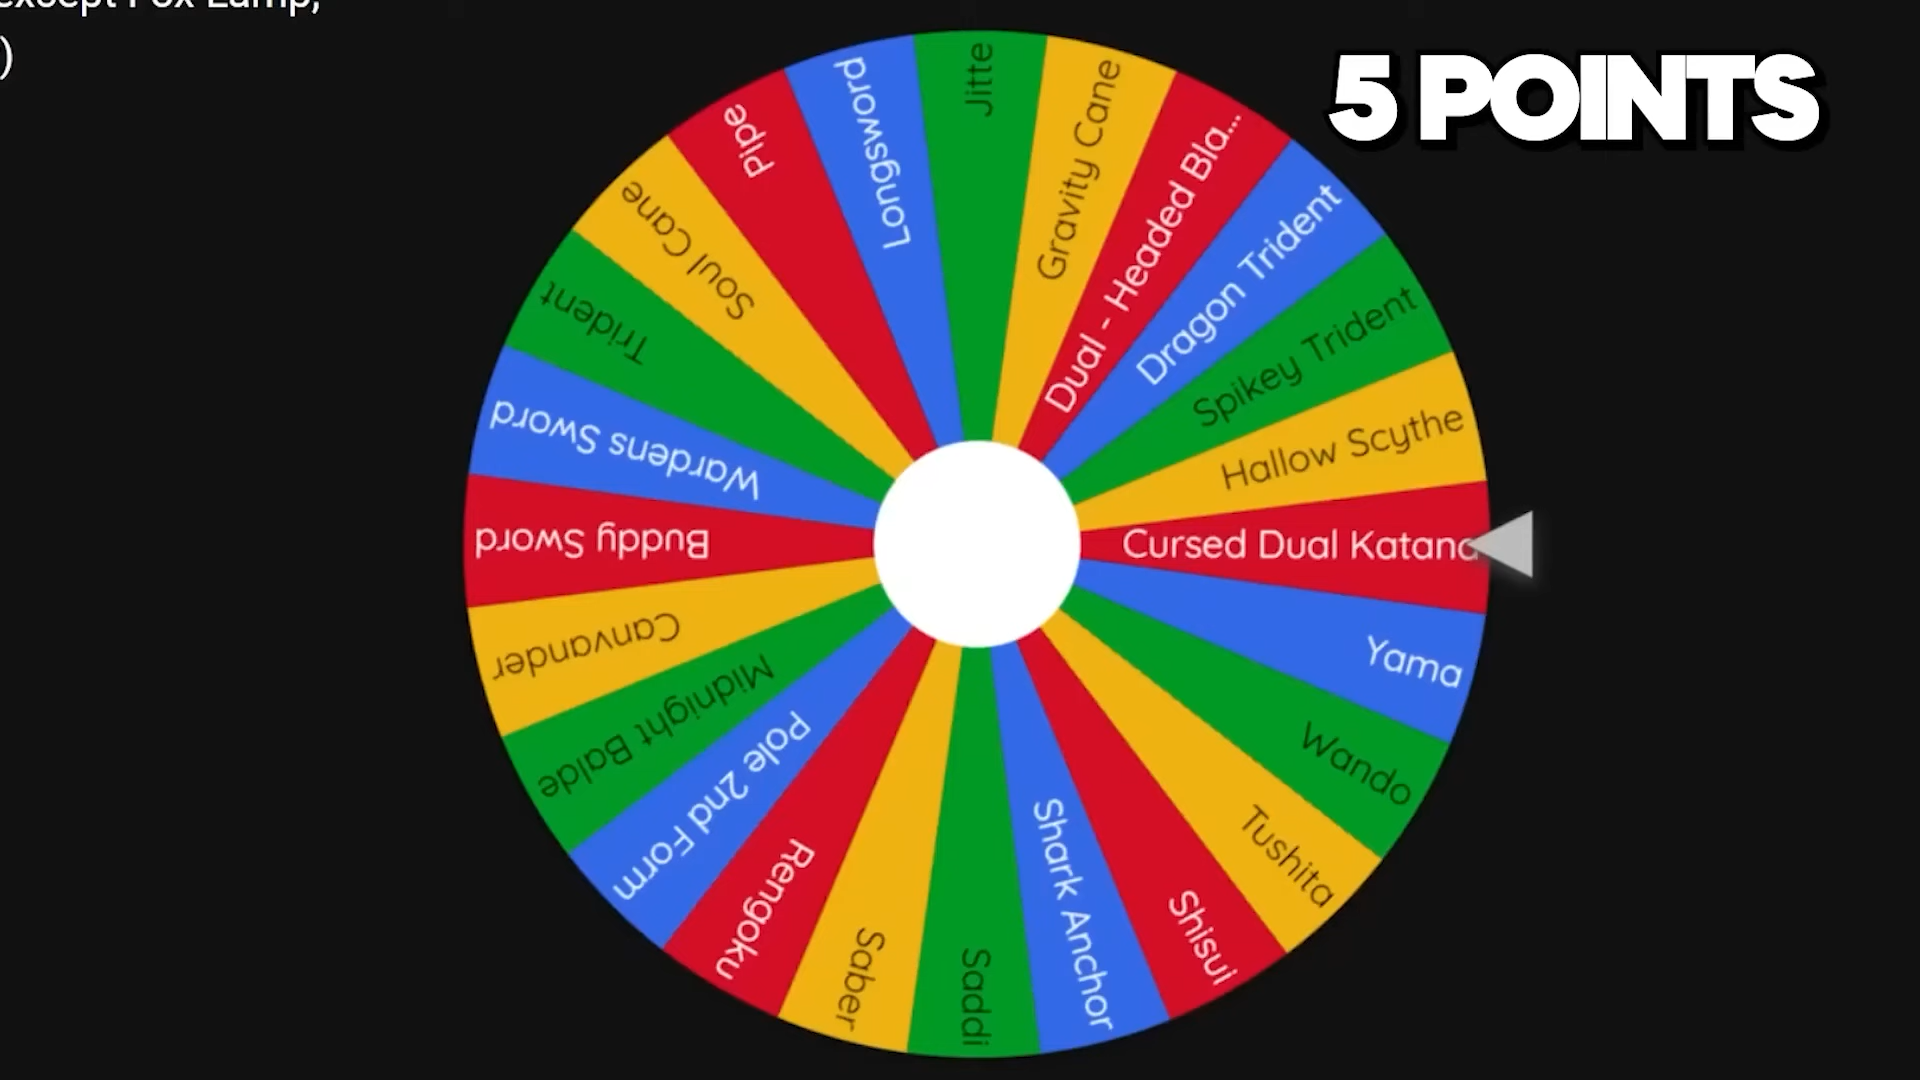 except Fox Lamp,
)
5 POINTS
Jitte
Gravity Cane
Dual - Headed Bla...
Dragon Trident
Spikey Trident
Hallow Scythe
Cursed Dual Katana
Yama
Wando
Tushita
Shisui
Shark Anchor
Saddi
Saber
Rengoku
Pole 2nd Form
Midnight Balde
Canvander
Buddy Sword
Wardens Sword
Trident
Soul Cane
Pipe
Longsword